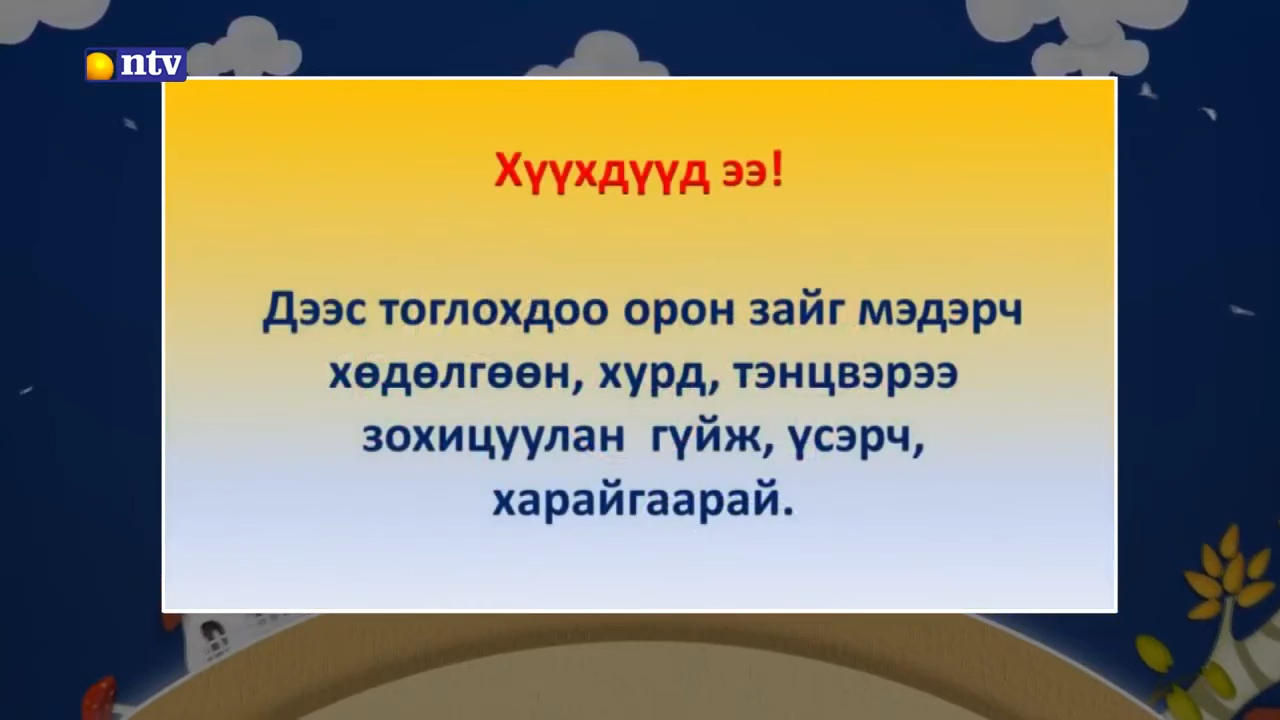 ntv
Хүүхдүүд ээ!
Дээс тоглохдоо орон зайг мэдэрч
хөдөлгөөн, хурд, тэнцвэрээ
зохицуулан гүйж, үсэрч,
харайгаарай.